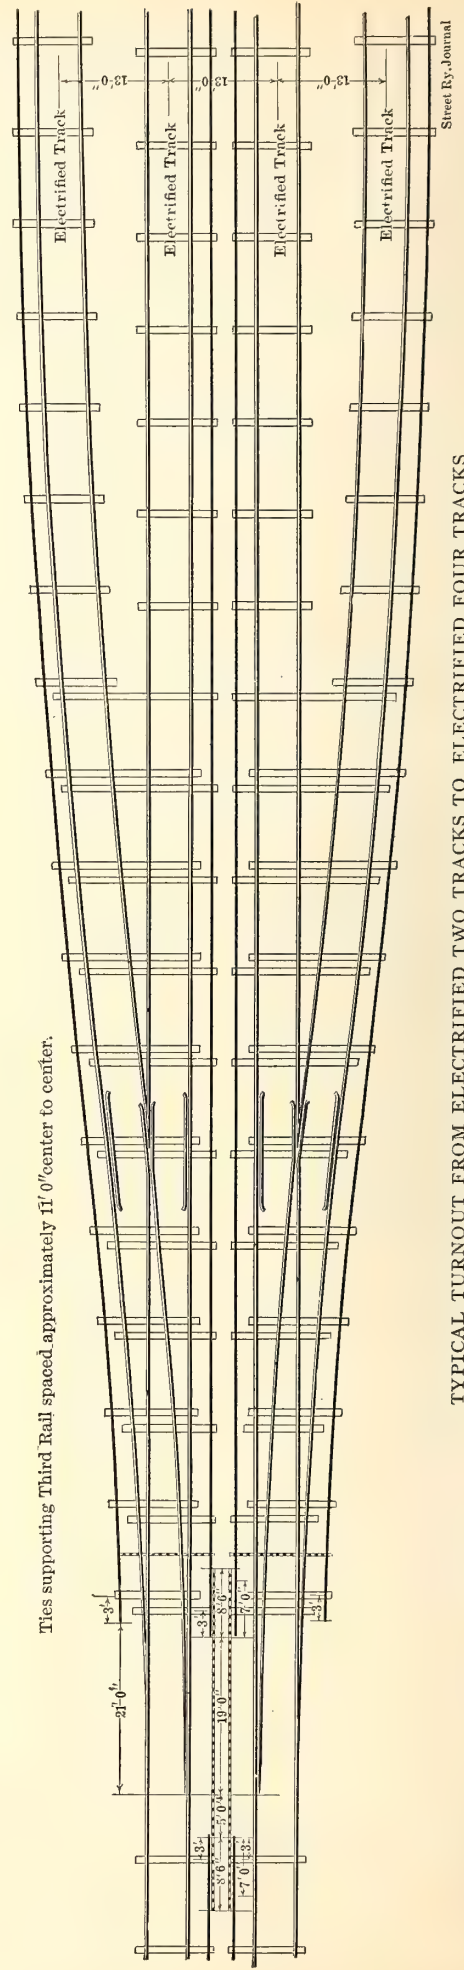 Ties supporting Third Rail spaced approximately 11' 0" center to center.
Electrified Track
13'-0"
Electrified Track
13'-0"
Electrified Track
13'-0"
Electrified Track
Street Ry. Journal
21'-0"
3'
3'
8'6"
7'0"
3'
19'0"
5'0"
3'
8'6"
7'0"
3'
TYPICAL TURNOUT FROM ELECTRIFIED TWO TRACKS TO ELECTRIFIED FOUR TRACKS